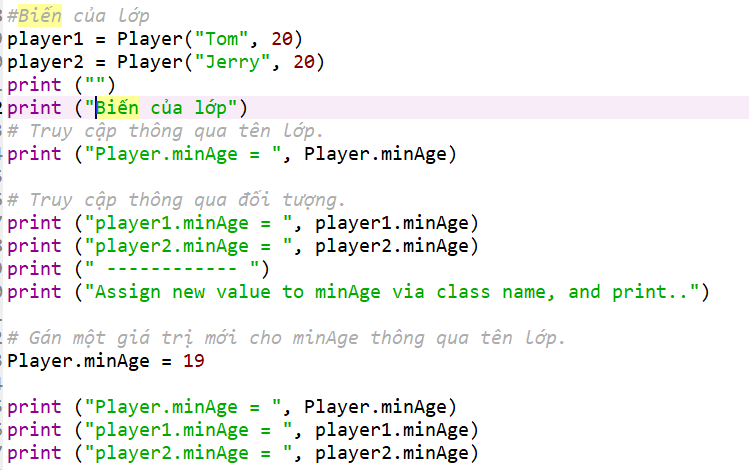 #Biến của lớp
player1 = Player("Tom", 20)
player2 = Player("Jerry", 20)
print ("")
print ("Biến của lớp")
# Truy cập thông qua tên lớp.
print ("Player.minAge = ", Player.minAge)
# Truy cập thông qua đối tượng.
print ("player1.minAge = ", player1.minAge)
print ("player2.minAge = ", player2.minAge)
print (" ------------ ")
print ("Assign new value to minAge via class name, and print..")
# Gán một giá trị mới cho minAge thông qua tên lớp.
Player.minAge = 19
print ("Player.minAge = ", Player.minAge)
print ("player1.minAge = ", player1.minAge)
print ("player2.minAge = ", player2.minAge)